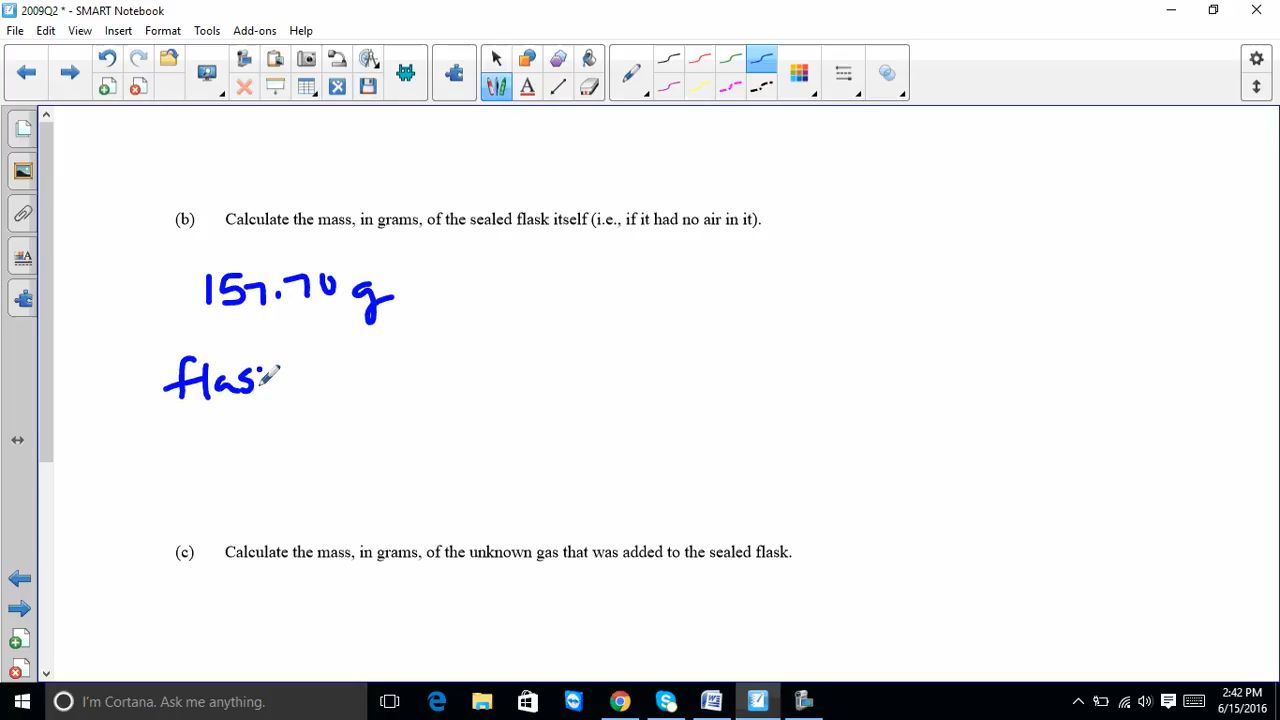 2009Q2 * - SMART Notebook
File Edit View Insert Format Tools Add-ons Help
(b) Calculate the mass, in grams, of the sealed flask itself (i.e., if it had no air in it).
157.70 g
flas
(c) Calculate the mass, in grams, of the unknown gas that was added to the sealed flask.
I'm Cortana. Ask me anything.
2:42 PM
6/15/2016